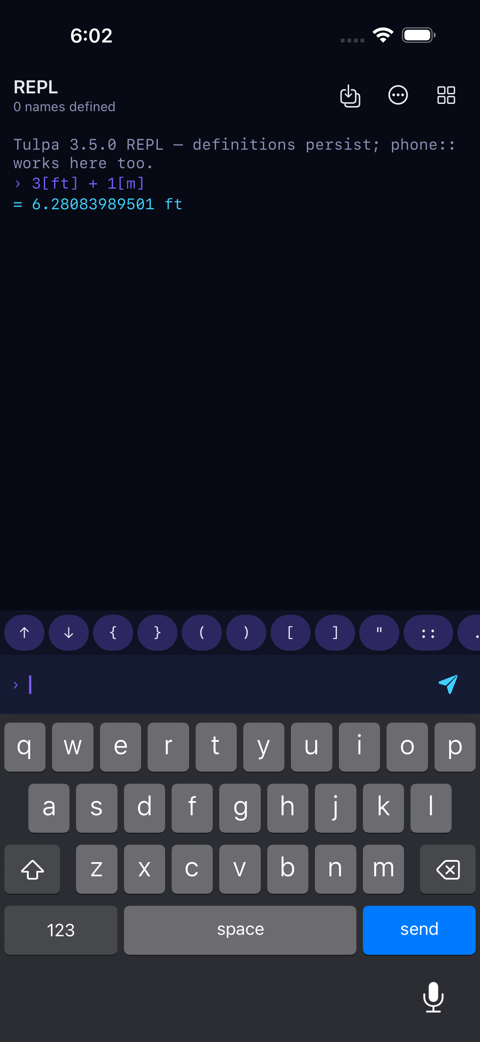 6:02
REPL
0 names defined
Tulpa 3.5.0 REPL — definitions persist; phone::
works here too.
› 3[ft] + 1[m]
= 6.28083989501 ft
↑ ↓ { } ( ) [ ] " :: .
›
q w e r t y u i o p
a s d f g h j k l
z x c v b n m
123 space send